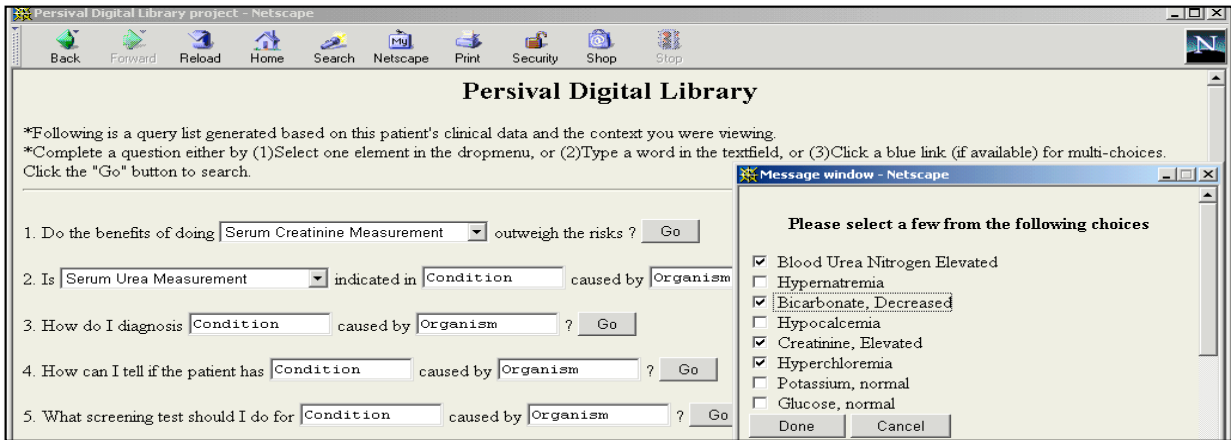 Persival Digital Library project - Netscape
Back Forward Reload Home Search Netscape Print Security Shop Stop
My
N
Persival Digital Library
*Following is a query list generated based on this patient's clinical data and the context you were viewing.
*Complete a question either by (1)Select one element in the dropmenu, or (2)Type a word in the textfield, or (3)Click a blue link (if available) for multi-choices.
Click the "Go" button to search.
1. Do the benefits of doing Serum Creatinine Measurement outweigh the risks ? Go
2. Is Serum Urea Measurement indicated in Condition caused by Organism
3. How do I diagnosis Condition caused by Organism ? Go
4. How can I tell if the patient has Condition caused by Organism ? Go
5. What screening test should I do for Condition caused by Organism ? Go
Message window - Netscape
Please select a few from the following choices
Blood Urea Nitrogen Elevated
Hypernatremia
Bicarbonate, Decreased
Hypocalcemia
Creatinine, Elevated
Hyperchloremia
Potassium, normal
Glucose, normal
Done Cancel